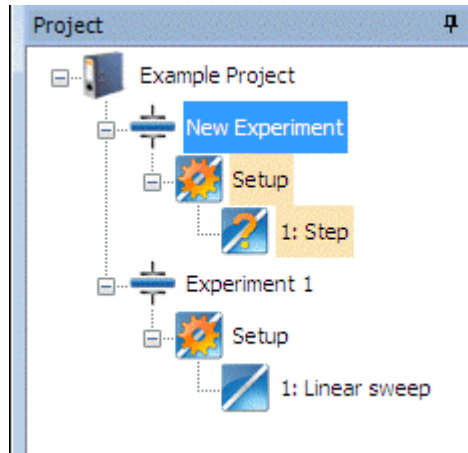 Project
Example Project
New Experiment
Setup
1: Step
Experiment 1
Setup
1: Linear sweep